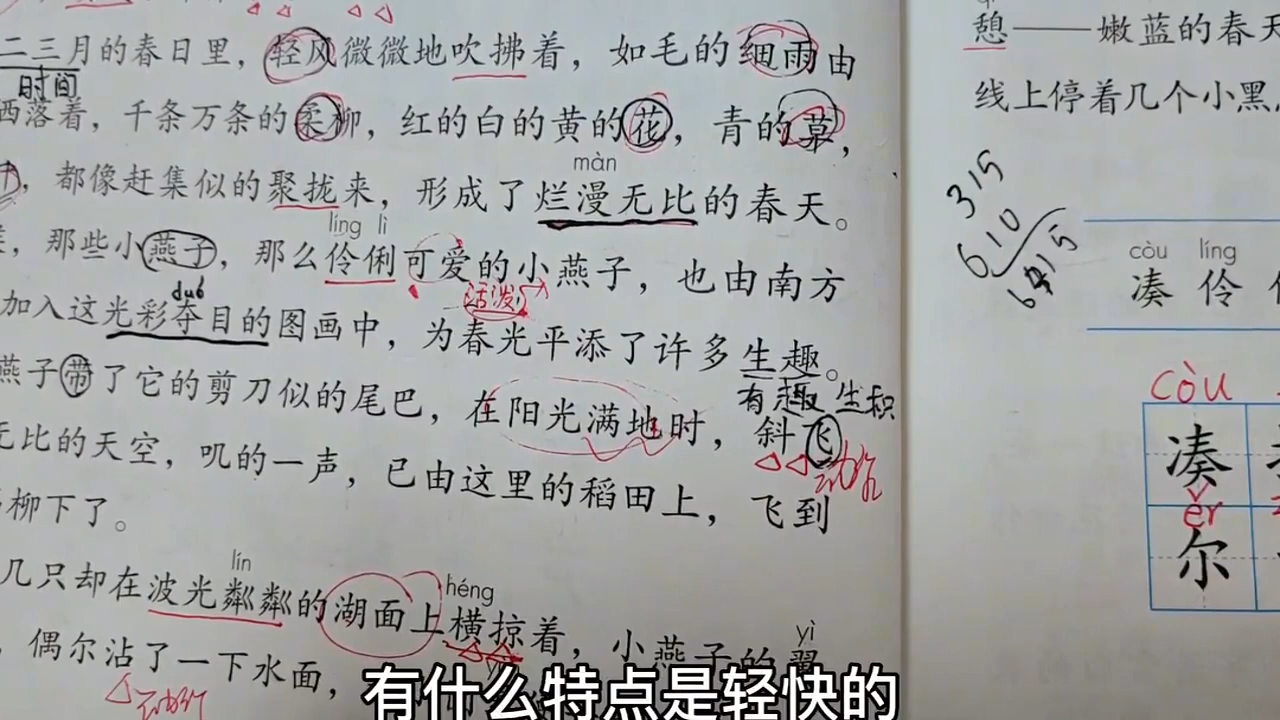 二三月的春日里，轻风微微地吹拂着，如毛的细雨由
时间
洒落着，千条万条的柔柳，红的白的黄的花，青的草，
màn
，都像赶集似的聚拢来，形成了烂漫无比的春天。
líng lì
，那些小燕子，那么伶俐可爱的小燕子，也由南方
duó
活泼
加入这光彩夺目的图画中，为春光平添了许多生趣。
有趣 生积
燕子带了它的剪刀似的尾巴，在阳光满地时，斜飞
无比的天空，叽的一声，已由这里的稻田上，飞到
柳下了。
lín
héng
几只却在波光粼粼的湖面上横掠着，小燕子的翼
yì
，偶尔沾了一下水面，
憩——嫩蓝的春天
线上停着几个小黑
315
610
còu líng
凑 伶
còu
凑
ěr
尔
有什么特点是轻快的